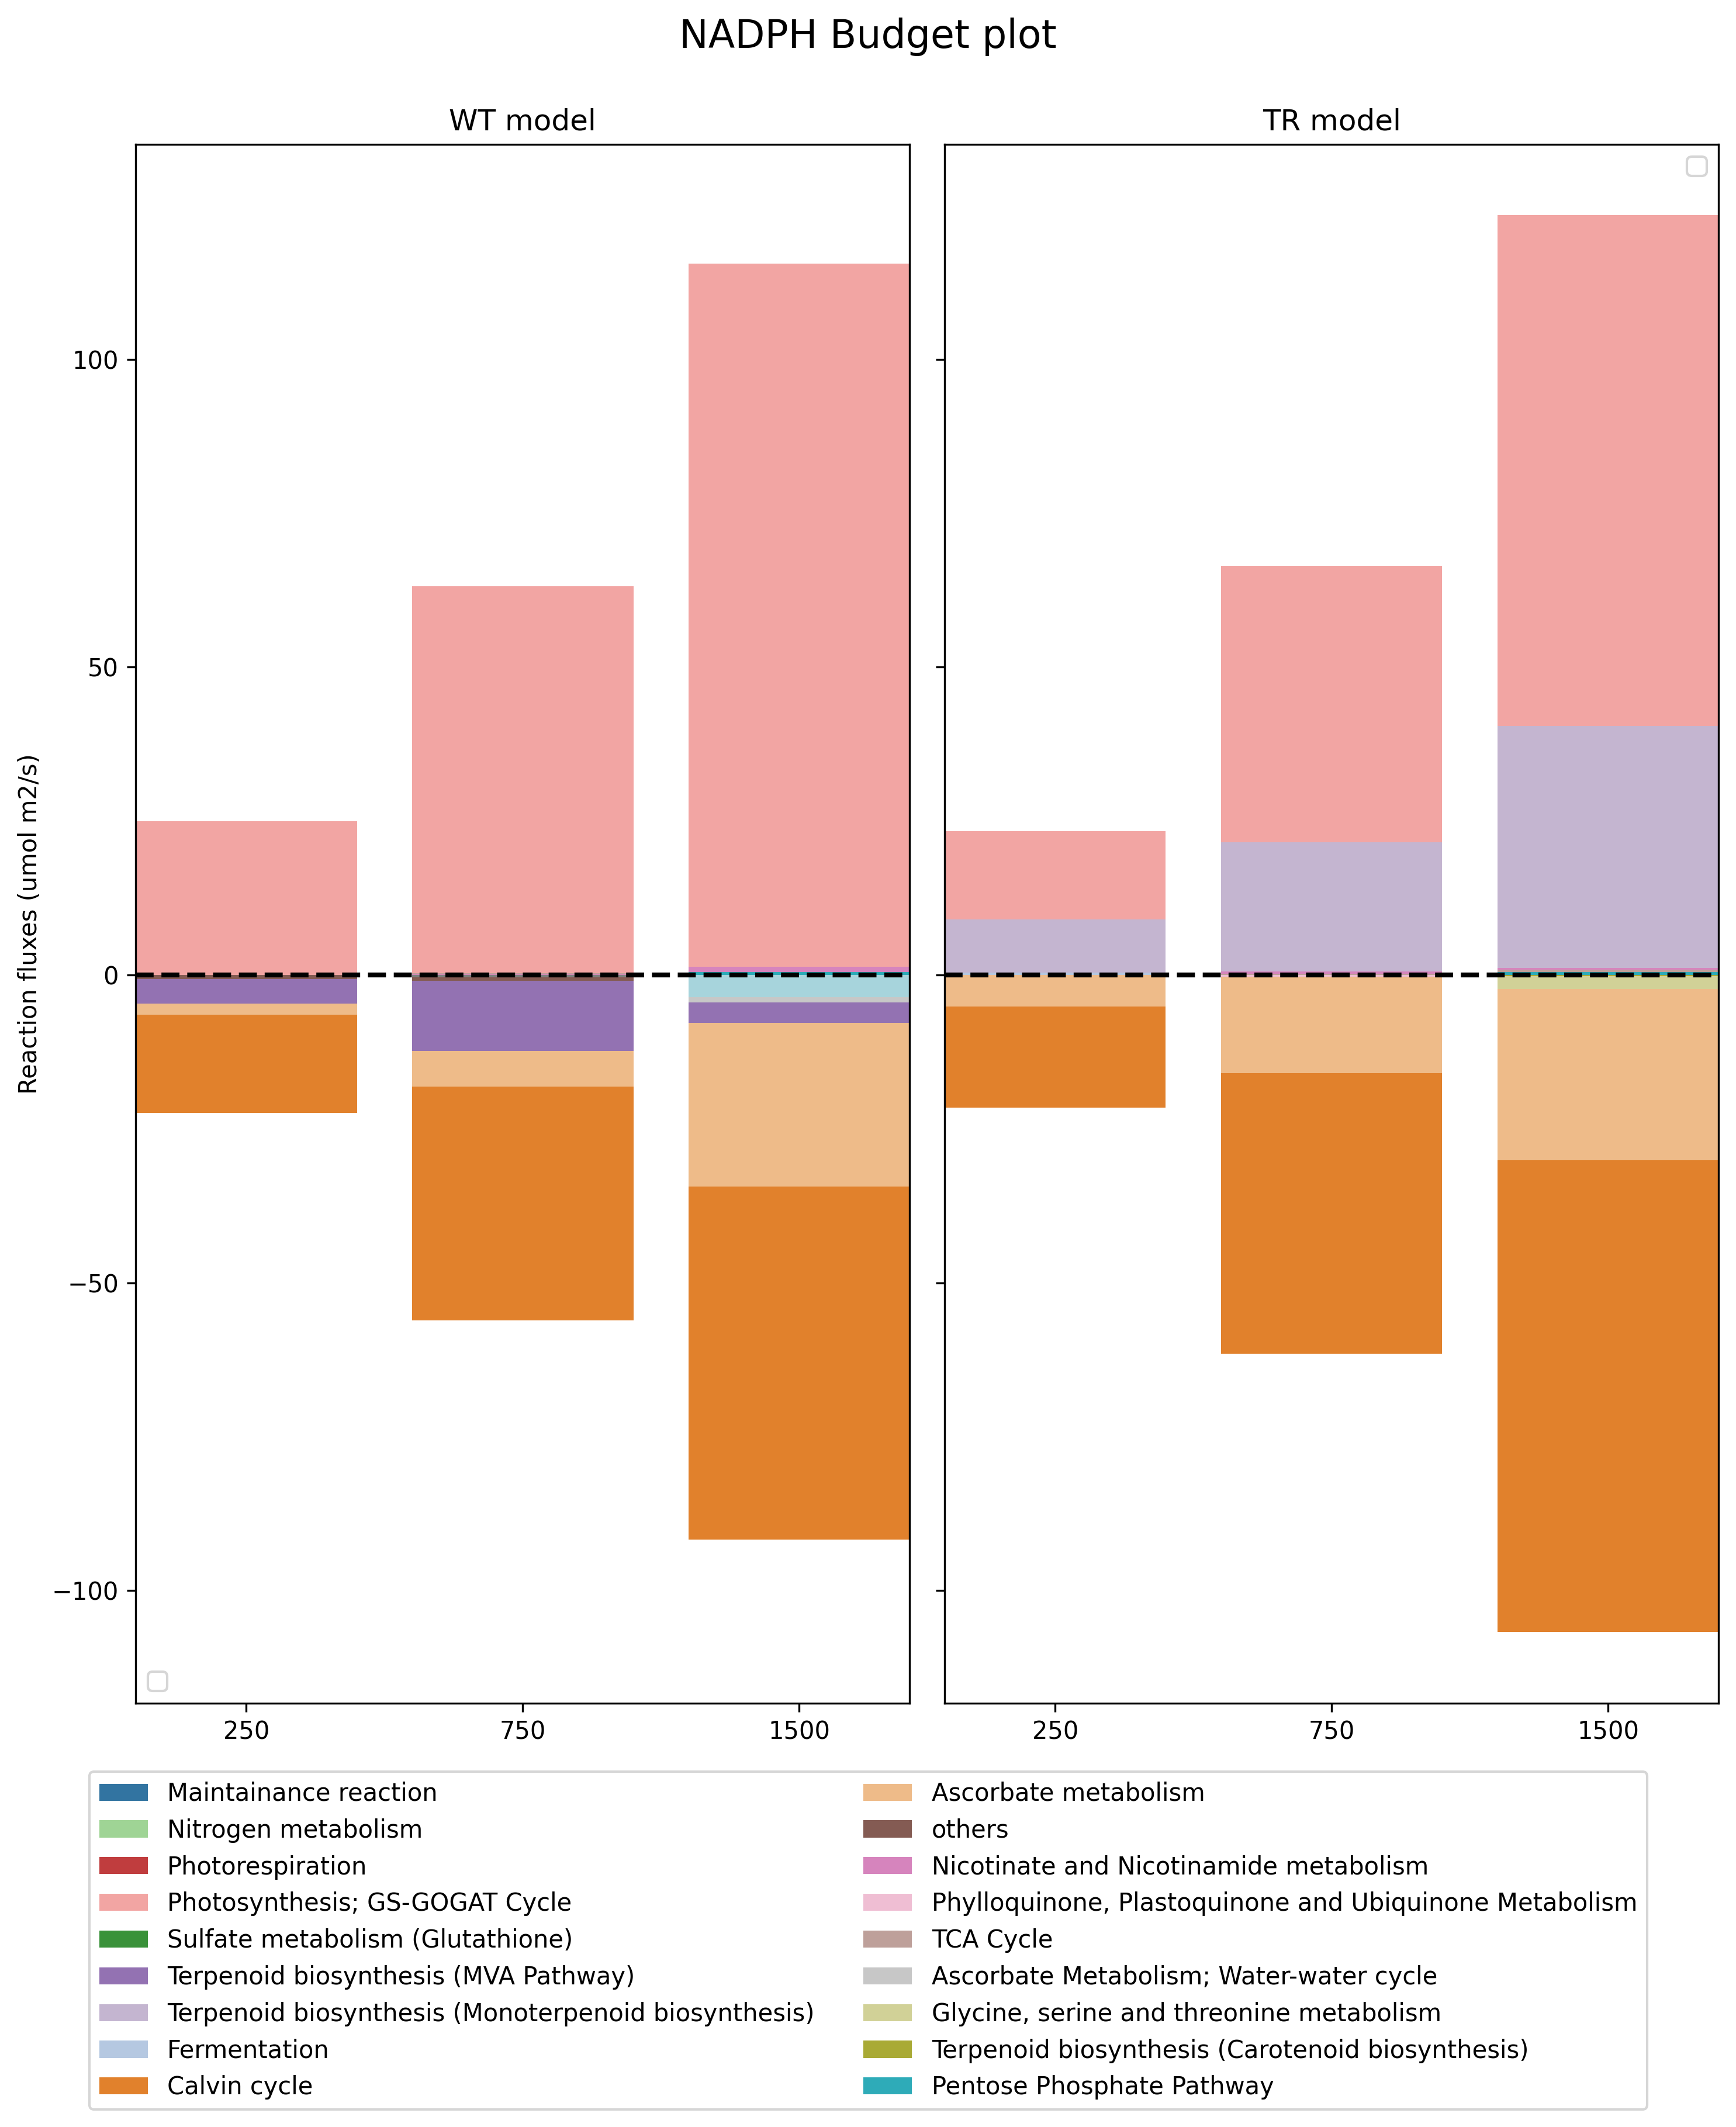 NADPH Budget plot
WT model
TR model
Reaction fluxes (umol m2/s)
100
50
0
−50
−100
250
750
1500
250
750
1500
Maintainance reaction
Nitrogen metabolism
Photorespiration
Photosynthesis; GS-GOGAT Cycle
Sulfate metabolism (Glutathione)
Terpenoid biosynthesis (MVA Pathway)
Terpenoid biosynthesis (Monoterpenoid biosynthesis)
Fermentation
Calvin cycle
Ascorbate metabolism
others
Nicotinate and Nicotinamide metabolism
Phylloquinone, Plastoquinone and Ubiquinone Metabolism
TCA Cycle
Ascorbate Metabolism; Water-water cycle
Glycine, serine and threonine metabolism
Terpenoid biosynthesis (Carotenoid biosynthesis)
Pentose Phosphate Pathway